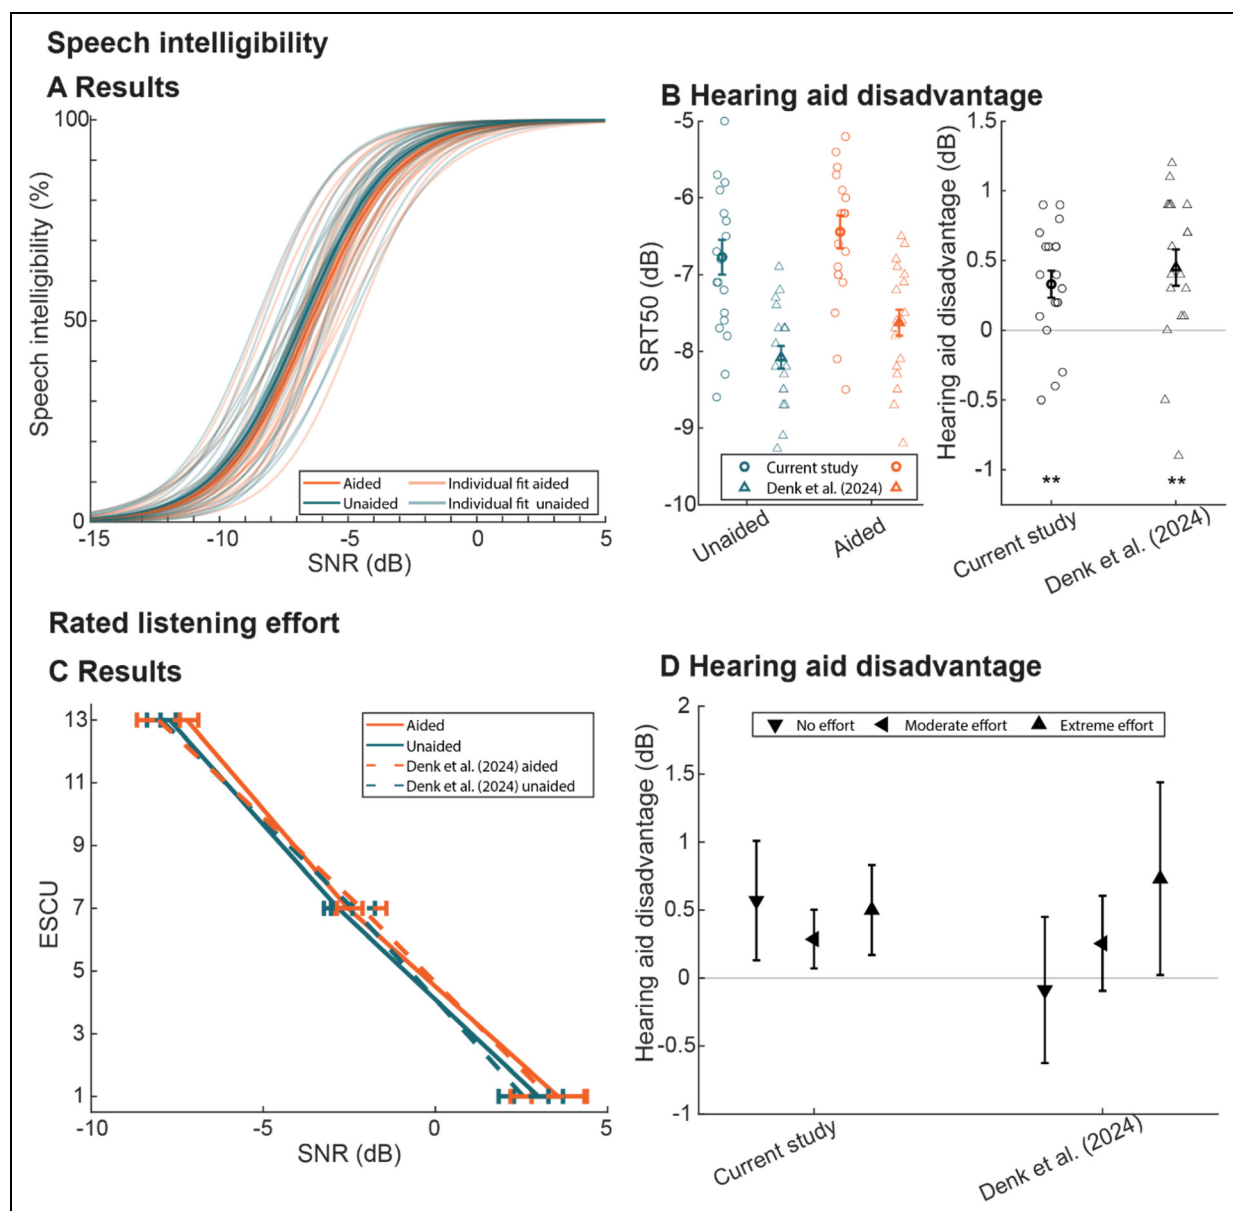 Speech intelligibility
A Results
Speech intelligibility (%)
100
50
0
-15
-10
-5
0
5
SNR (dB)
Aided
Unaided
Individual fit aided
Individual fit unaided
B Hearing aid disadvantage
SRT50 (dB)
-5
-6
-7
-8
-9
-10
Current study
Denk et al. (2024)
Unaided
Aided
Hearing aid disadvantage (dB)
1.5
1
0.5
0
-0.5
-1
**
**
Current study
Denk et al. (2024)
Rated listening effort
C Results
ESCU
13
11
9
7
5
3
1
-10
-5
0
5
SNR (dB)
Aided
Unaided
Denk et al. (2024) aided
Denk et al. (2024) unaided
D Hearing aid disadvantage
Hearing aid disadvantage (dB)
2
1.5
1
0.5
0
-0.5
-1
No effort
Moderate effort
Extreme effort
Current study
Denk et al. (2024)